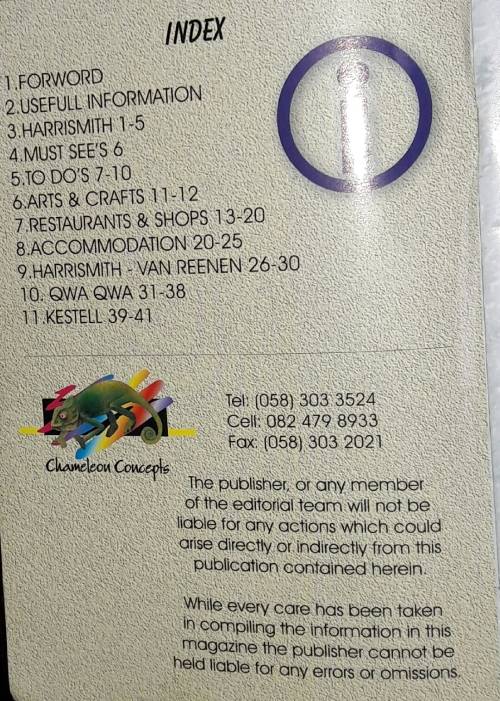 INDEX
1.FORWORD
2.USEFULL INFORMATION
3.HARRISMITH 1-5
4.MUST SEE'S 6
5.TO DO'S 7-10
6.ARTS & CRAFTS 11-12
7.RESTAURANTS & SHOPS 13-20
8.ACCOMMODATION 20-25
9.HARRISMITH - VAN REENEN 26-30
10. QWA QWA 31-38
11.KESTELL 39-41
i
Chameleon Concepts
Tel: (058) 303 3524
Cell: 082 479 8933
Fax: (058) 303 2021
The publisher, or any member
of the editorial team will not be
liable for any actions which could
arise directly or indirectly from this
publication contained herein.
While every care has been taken
in compiling the information in this
magazine the publisher cannot be
held liable for any errors or omissions.